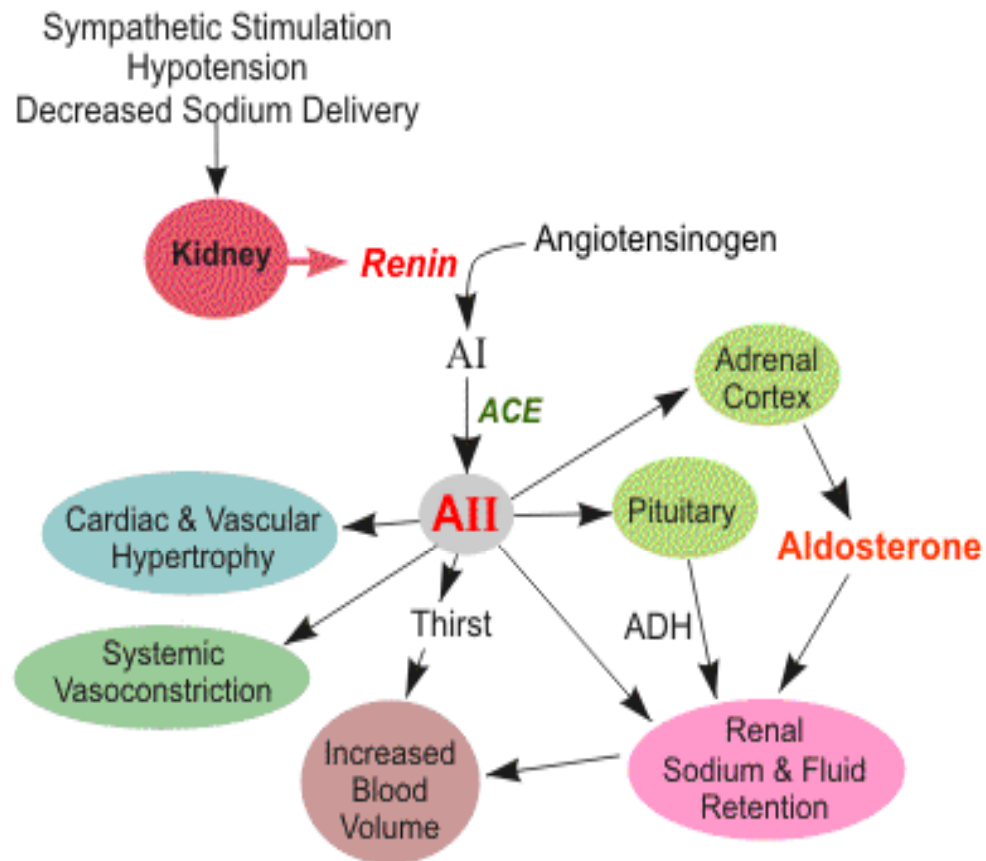 Sympathetic Stimulation
Hypotension
Decreased Sodium Delivery
Kidney
Renin
Angiotensinogen
AI
ACE
Adrenal
Cortex
AII
Pituitary
Cardiac & Vascular
Hypertrophy
Aldosterone
Thirst
ADH
Systemic
Vasoconstriction
Increased
Blood
Volume
Renal
Sodium & Fluid
Retention